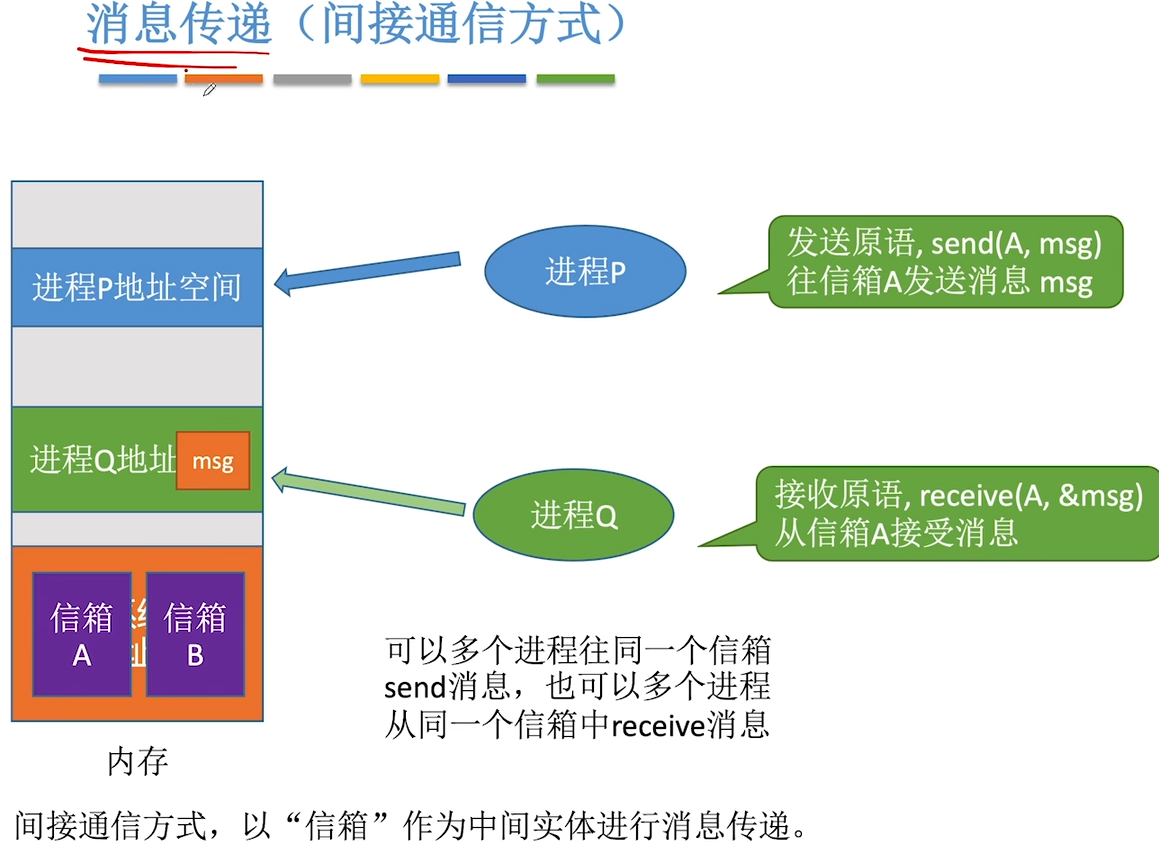 消息传递（间接通信方式）
进程P地址空间
进程P
发送原语, send(A, msg)
往信箱A发送消息 msg
进程Q地址
msg
进程Q
接收原语, receive(A, &msg)
从信箱A接受消息
信箱
A
信箱
B
可以多个进程往同一个信箱
send消息，也可以多个进程
从同一个信箱中receive消息
内存
间接通信方式，以“信箱”作为中间实体进行消息传递。